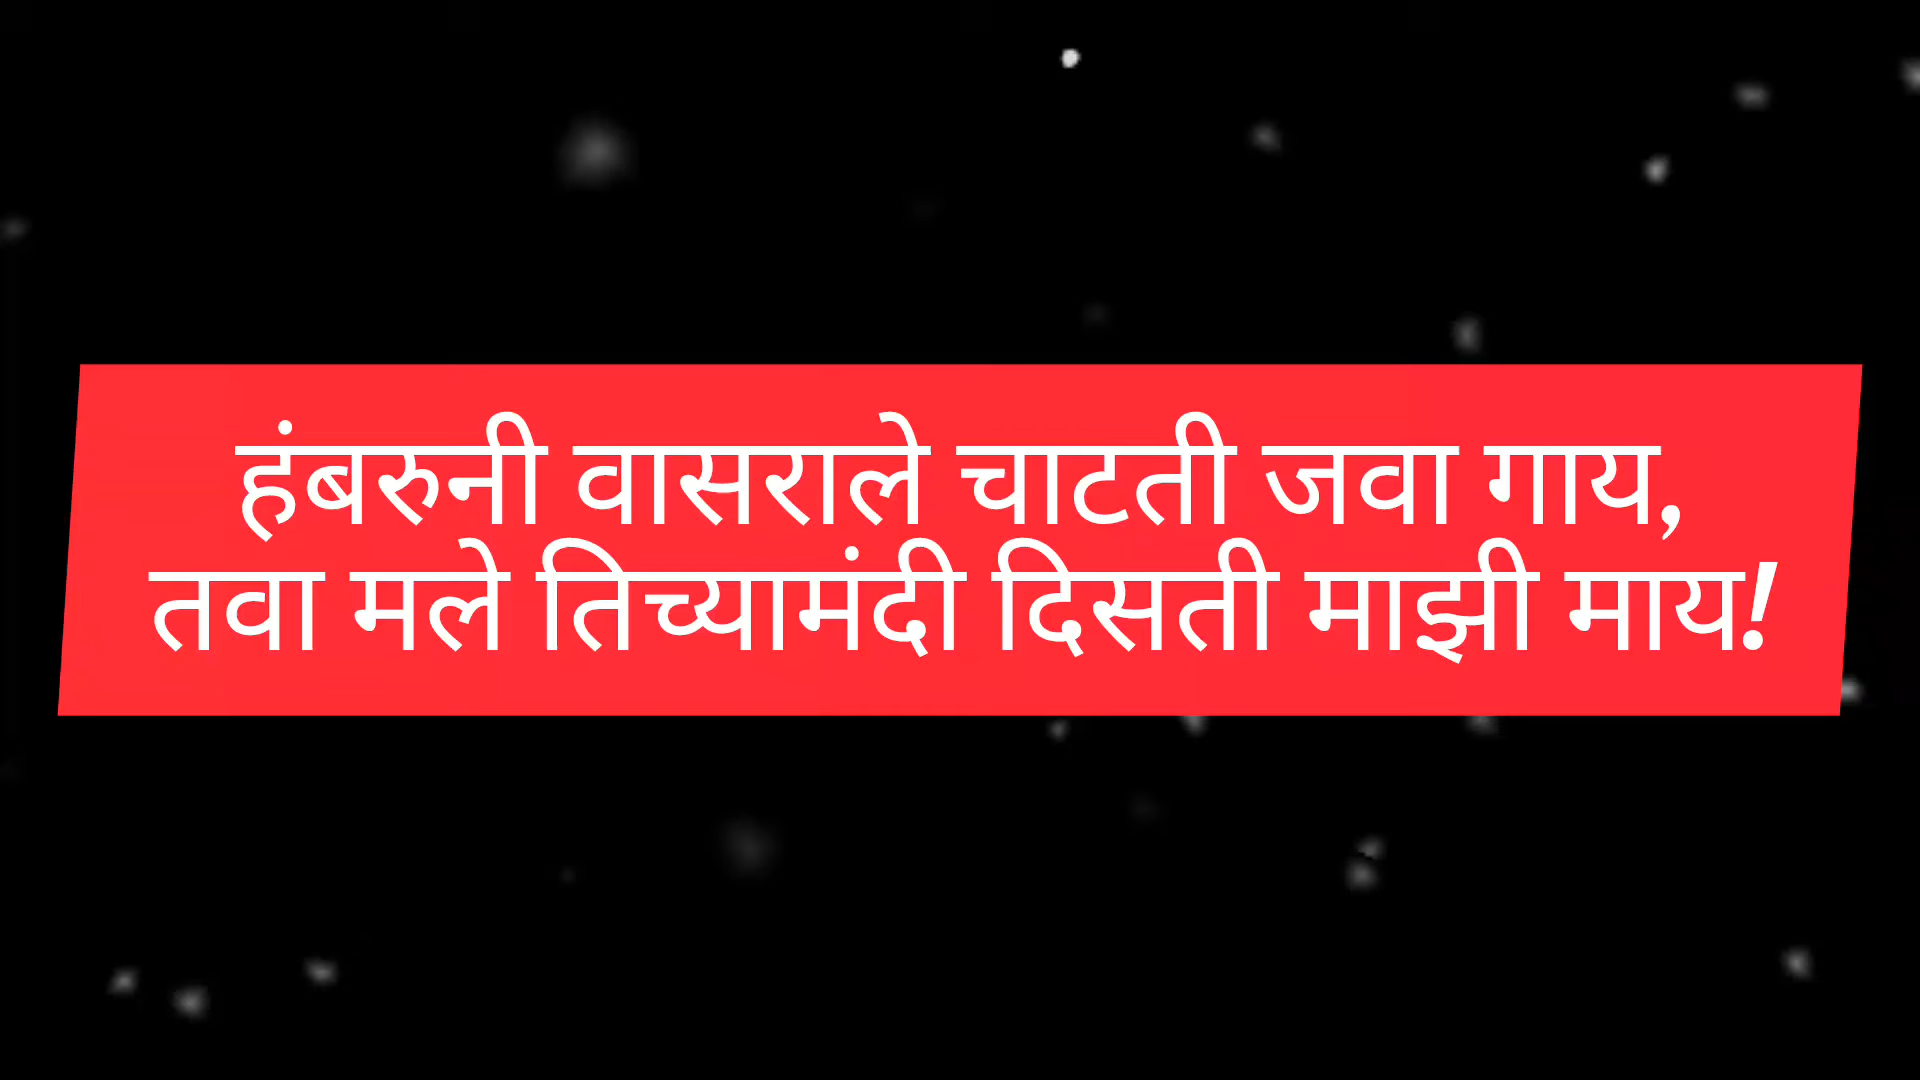 हंबरुनी वासराले चाटती जवा गाय,
तवा मले तिच्यामंदी दिसती माझी माय!